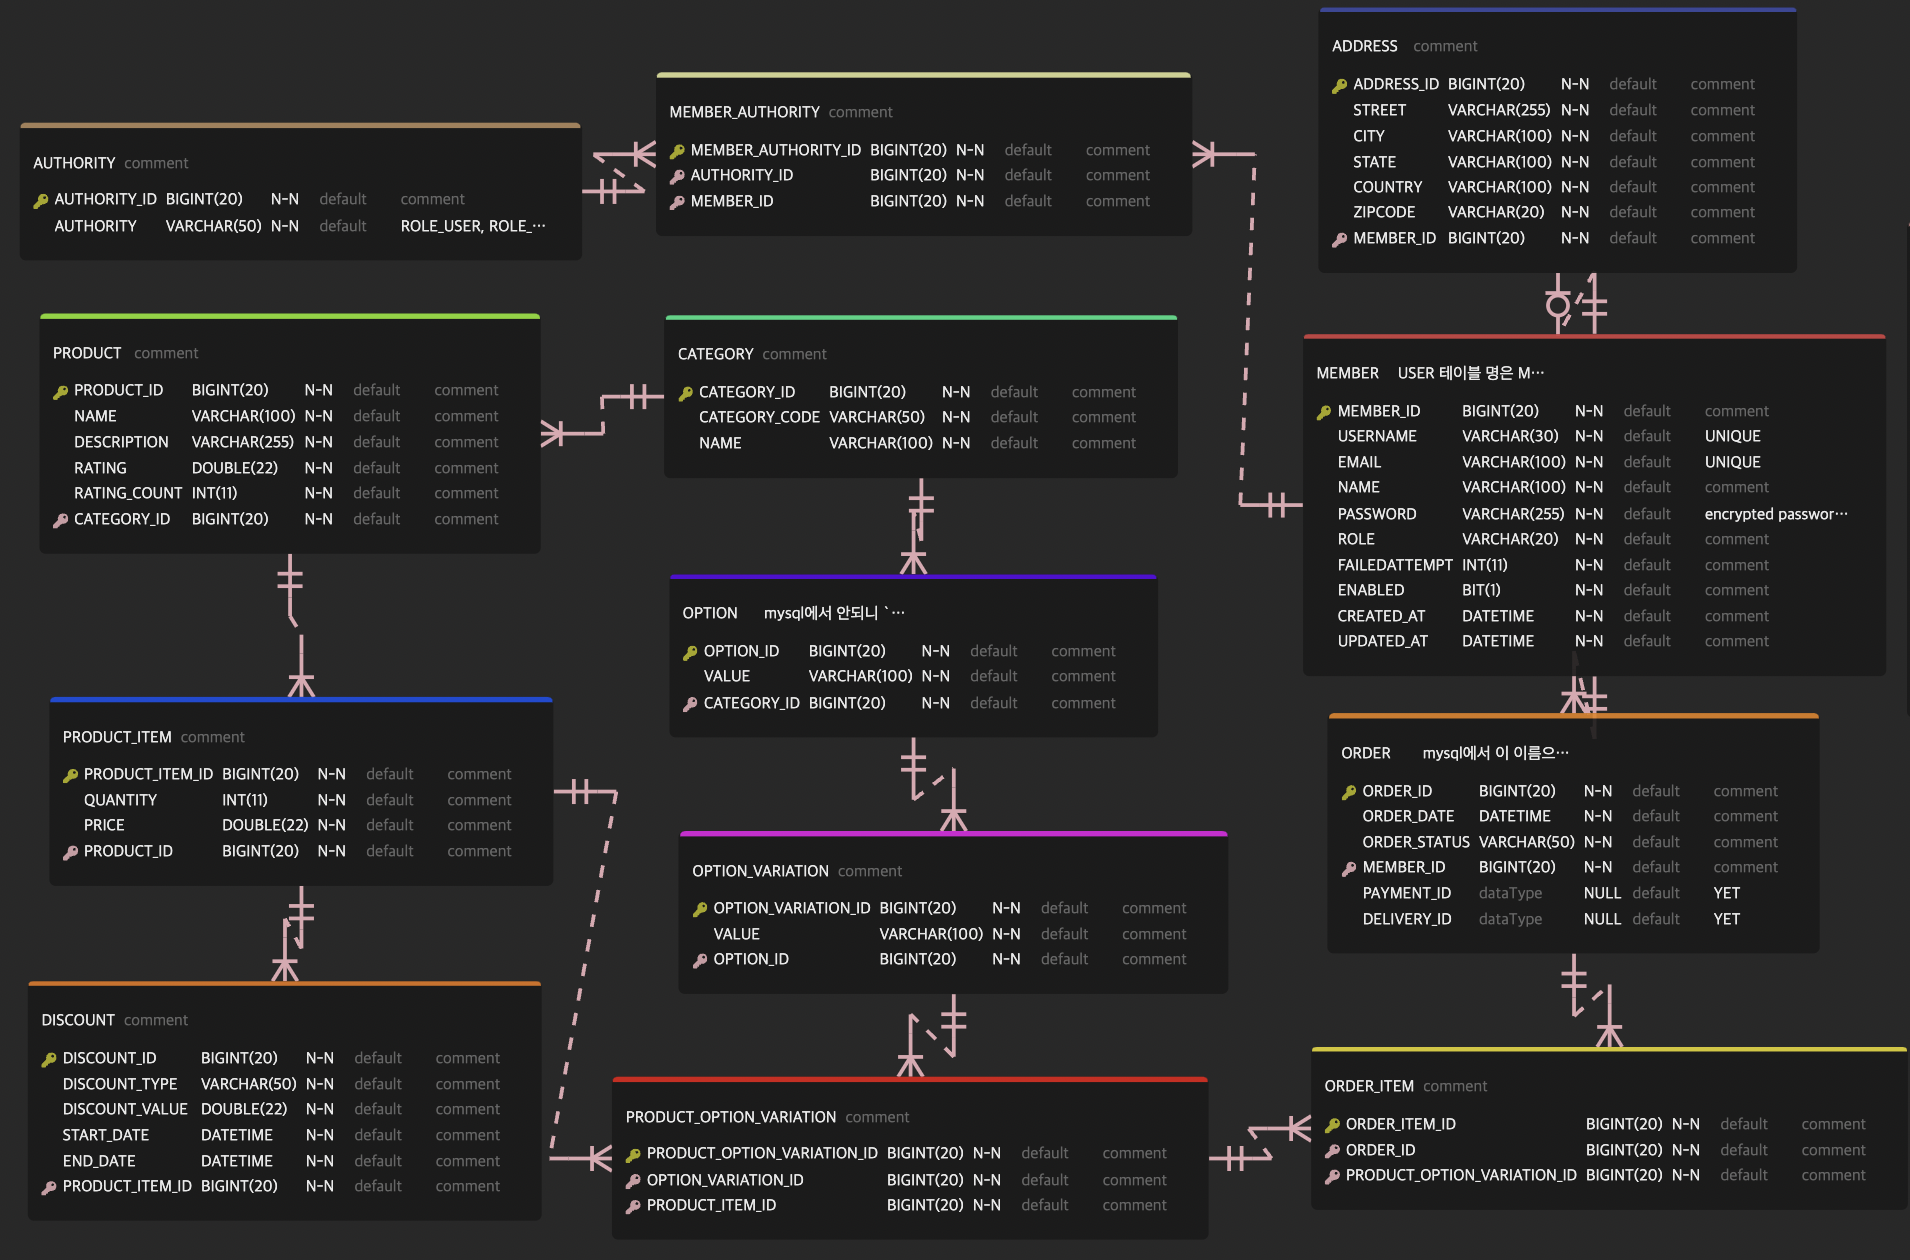 ADDRESS comment
ADDRESS_ID BIGINT(20) N-N default comment
STREET VARCHAR(255) N-N default comment
CITY VARCHAR(100) N-N default comment
STATE VARCHAR(100) N-N default comment
COUNTRY VARCHAR(100) N-N default comment
ZIPCODE VARCHAR(20) N-N default comment
MEMBER_ID BIGINT(20) N-N default comment
MEMBER_AUTHORITY comment
MEMBER_AUTHORITY_ID BIGINT(20) N-N default comment
AUTHORITY_ID BIGINT(20) N-N default comment
MEMBER_ID BIGINT(20) N-N default comment
AUTHORITY comment
AUTHORITY_ID BIGINT(20) N-N default comment
AUTHORITY VARCHAR(50) N-N default ROLE_USER, ROLE_…
PRODUCT comment
PRODUCT_ID BIGINT(20) N-N default comment
NAME VARCHAR(100) N-N default comment
DESCRIPTION VARCHAR(255) N-N default comment
RATING DOUBLE(22) N-N default comment
RATING_COUNT INT(11) N-N default comment
CATEGORY_ID BIGINT(20) N-N default comment
CATEGORY comment
CATEGORY_ID BIGINT(20) N-N default comment
CATEGORY_CODE VARCHAR(50) N-N default comment
NAME VARCHAR(100) N-N default comment
MEMBER USER 테이블 명은 M…
MEMBER_ID BIGINT(20) N-N default comment
USERNAME VARCHAR(30) N-N default UNIQUE
EMAIL VARCHAR(100) N-N default UNIQUE
NAME VARCHAR(100) N-N default comment
PASSWORD VARCHAR(255) N-N default encrypted passwor…
ROLE VARCHAR(20) N-N default comment
FAILEDATTEMPT INT(11) N-N default comment
ENABLED BIT(1) N-N default comment
CREATED_AT DATETIME N-N default comment
UPDATED_AT DATETIME N-N default comment
OPTION mysql에서 안되니 `…
OPTION_ID BIGINT(20) N-N default comment
VALUE VARCHAR(100) N-N default comment
CATEGORY_ID BIGINT(20) N-N default comment
PRODUCT_ITEM comment
PRODUCT_ITEM_ID BIGINT(20) N-N default comment
QUANTITY INT(11) N-N default comment
PRICE DOUBLE(22) N-N default comment
PRODUCT_ID BIGINT(20) N-N default comment
ORDER mysql에서 이 이름으…
ORDER_ID BIGINT(20) N-N default comment
ORDER_DATE DATETIME N-N default comment
ORDER_STATUS VARCHAR(50) N-N default comment
MEMBER_ID BIGINT(20) N-N default comment
PAYMENT_ID dataType NULL default YET
DELIVERY_ID dataType NULL default YET
OPTION_VARIATION comment
OPTION_VARIATION_ID BIGINT(20) N-N default comment
VALUE VARCHAR(100) N-N default comment
OPTION_ID BIGINT(20) N-N default comment
DISCOUNT comment
DISCOUNT_ID BIGINT(20) N-N default comment
DISCOUNT_TYPE VARCHAR(50) N-N default comment
DISCOUNT_VALUE DOUBLE(22) N-N default comment
START_DATE DATETIME N-N default comment
END_DATE DATETIME N-N default comment
PRODUCT_ITEM_ID BIGINT(20) N-N default comment
PRODUCT_OPTION_VARIATION comment
PRODUCT_OPTION_VARIATION_ID BIGINT(20) N-N default comment
OPTION_VARIATION_ID BIGINT(20) N-N default comment
PRODUCT_ITEM_ID BIGINT(20) N-N default comment
ORDER_ITEM comment
ORDER_ITEM_ID BIGINT(20) N-N default comment
ORDER_ID BIGINT(20) N-N default comment
PRODUCT_OPTION_VARIATION_ID BIGINT(20) N-N default comment